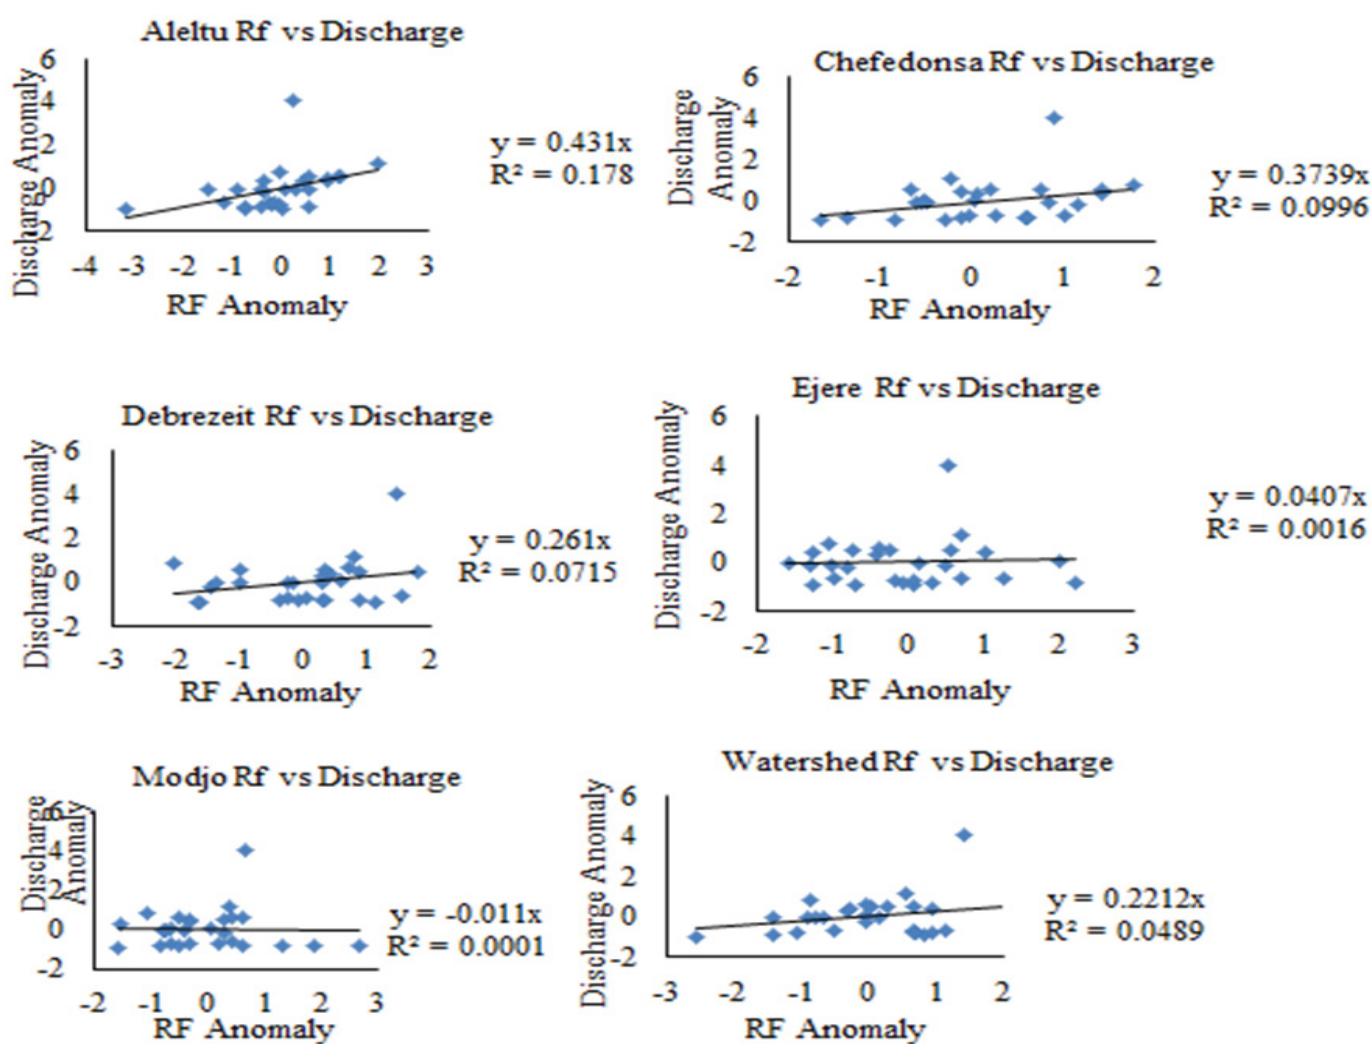 Aleltu Rf vs Discharge
Discharge Anomaly
6
4
2
0
-2
-4 -3 -2 -1 0 1 2 3
RF Anomaly
y = 0.431x
R² = 0.178
Chefedonsa Rf vs Discharge
Discharge
Anomaly
6
4
2
0
-2
-2 -1 0 1 2
RF Anomaly
y = 0.3739x
R² = 0.0996
Debrezeit Rf vs Discharge
Discharge Anomaly
6
4
2
0
-2
-3 -2 -1 0 1 2
RF Anomaly
y = 0.261x
R² = 0.0715
Ejere Rf vs Discharge
Discharge Anomaly
6
4
2
0
-2
-2 -1 0 1 2 3
RF Anomaly
y = 0.0407x
R² = 0.0016
Modjo Rf vs Discharge
Discharge
Anomaly
6
4
2
0
-2
-2 -1 0 1 2 3
RF Anomaly
y = -0.011x
R² = 0.0001
Watershed Rf vs Discharge
Discharge Anomaly
6
4
2
0
-2
-3 -2 -1 0 1 2
RF Anomaly
y = 0.2212x
R² = 0.0489